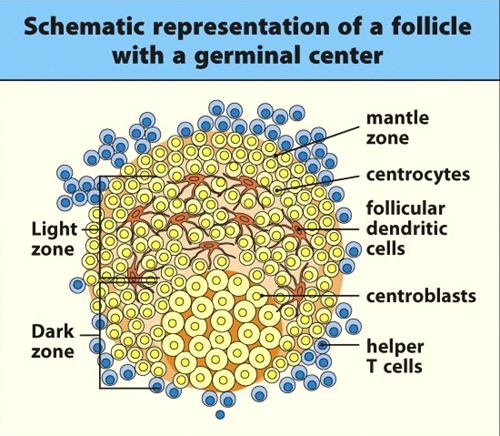 Schematic representation of a follicle
with a germinal center
mantle
zone
centrocytes
follicular
dendritic
cells
Light
zone
centroblasts
Dark
zone
helper
T cells